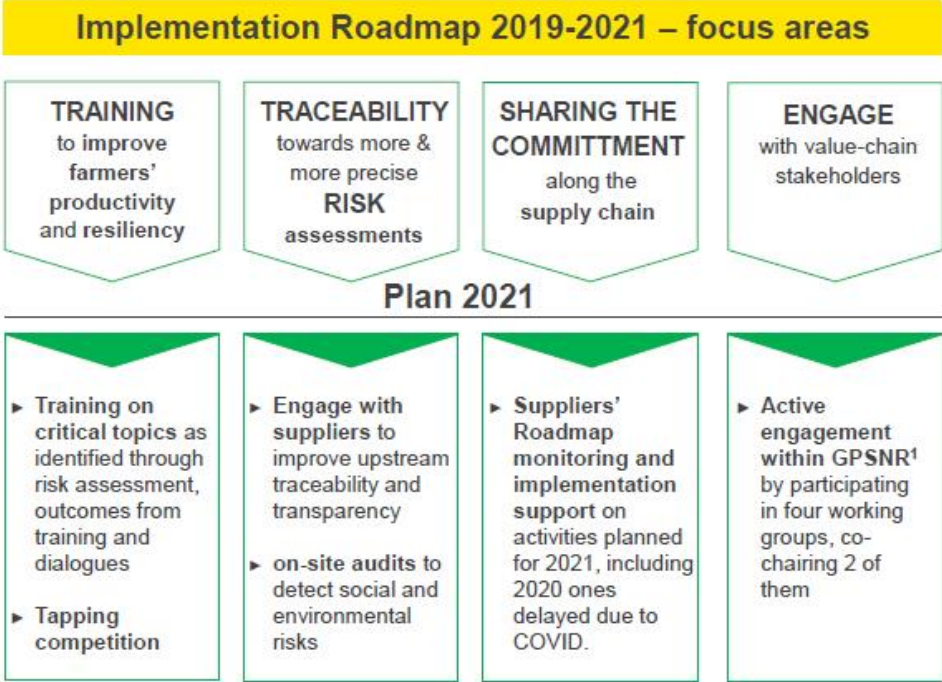 Implementation Roadmap 2019-2021 – focus areas
TRAINING
to improve
farmers'
productivity
and resiliency
TRACEABILITY
towards more &
more precise
RISK
assessments
SHARING THE
COMMITTMENT
along the
supply chain
ENGAGE
with value-chain
stakeholders
Plan 2021
► Training on
critical topics as
identified through
risk assessment,
outcomes from
training and
dialogues
► Tapping
competition
► Engage with
suppliers to
improve upstream
traceability and
transparency
► on-site audits to
detect social and
environmental
risks
► Suppliers'
Roadmap
monitoring and
implementation
support on
activities planned
for 2021, including
2020 ones
delayed due to
COVID.
► Active
engagement
within GPSNR¹
by participating
in four working
groups, co-
chairing 2 of
them